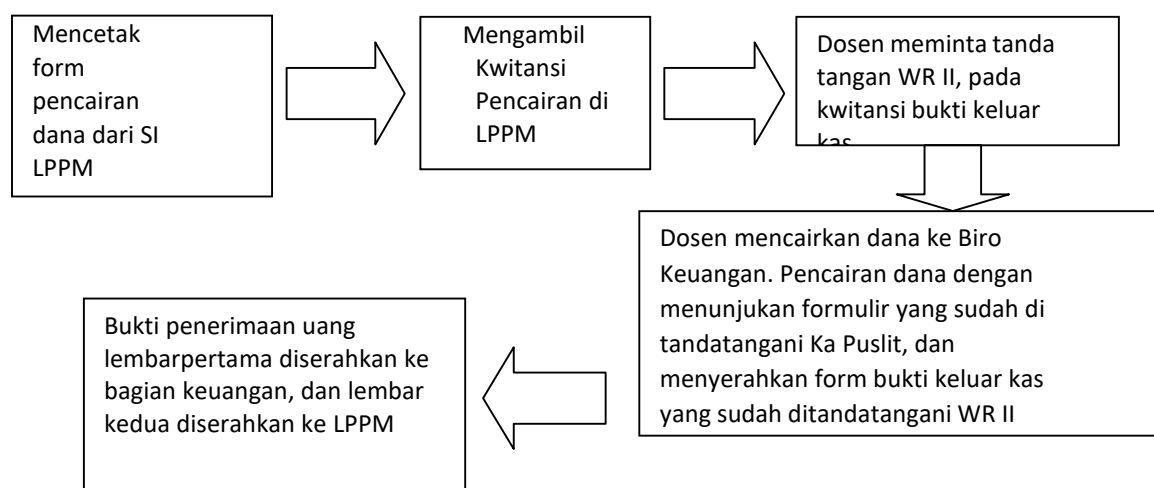 Mencetak
form
pencairan
dana dari SI
LPPM
Mengambil
Kwitansi
Pencairan di
LPPM
Dosen meminta tanda
tangan WR II, pada
kwitansi bukti keluar
kas
Dosen mencairkan dana ke Biro
Keuangan. Pencairan dana dengan
menunjukan formulir yang sudah di
tandatangani Ka Puslit, dan
menyerahkan form bukti keluar kas
yang sudah ditandatangani WR II
Bukti penerimaan uang
lembarpertama diserahkan ke
bagian keuangan, dan lembar
kedua diserahkan ke LPPM